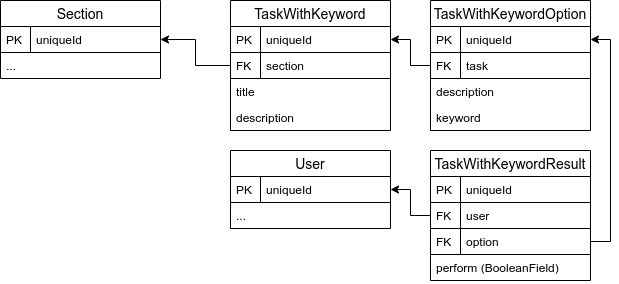 Section
PK uniqueId
...
TaskWithKeyword
PK uniqueId
FK section
title
description
TaskWithKeywordOption
PK uniqueId
FK task
description
keyword
User
PK uniqueId
...
TaskWithKeywordResult
PK uniqueId
FK user
FK option
perform (BooleanField)